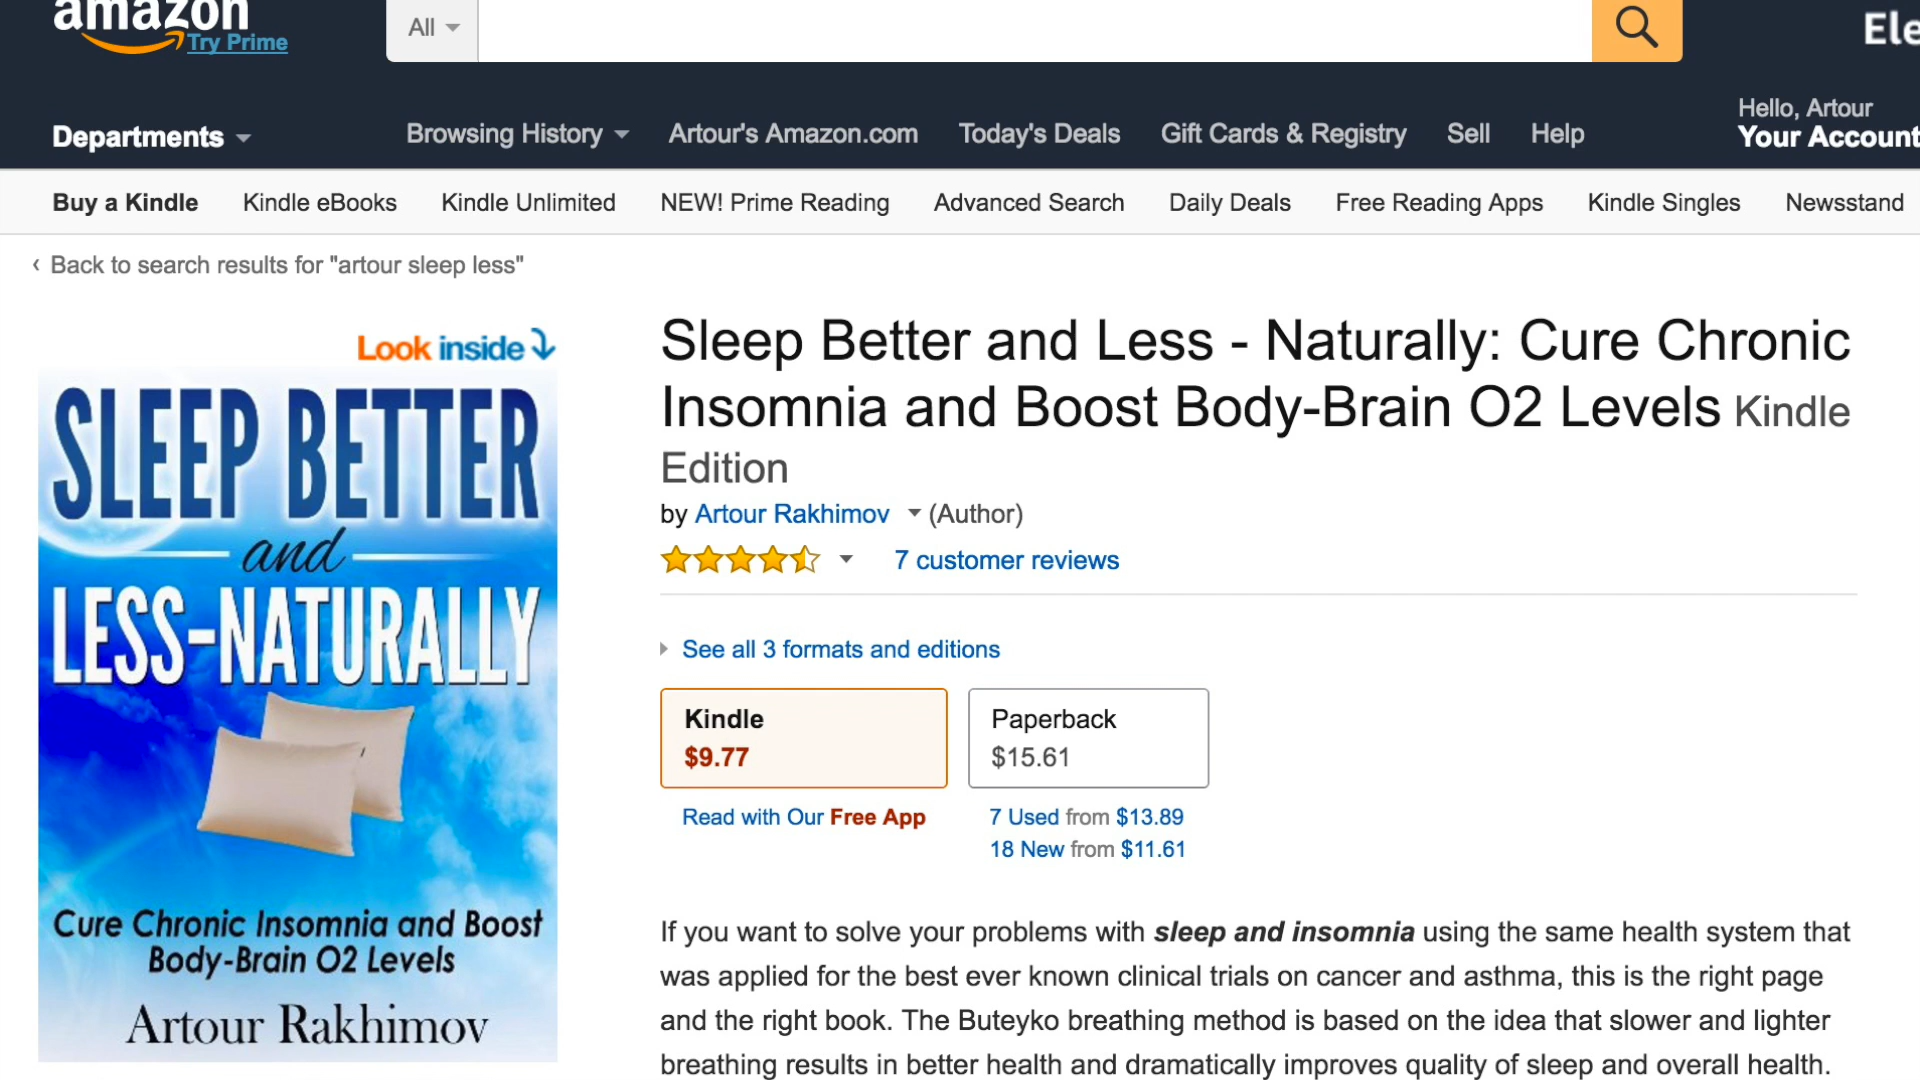 amazon
Try Prime
All
Ele
Departments
Browsing History
Artour's Amazon.com
Today's Deals
Gift Cards & Registry
Sell
Help
Hello, Artour
Your Account
Buy a Kindle
Kindle eBooks
Kindle Unlimited
NEW! Prime Reading
Advanced Search
Daily Deals
Free Reading Apps
Kindle Singles
Newsstand
‹ Back to search results for "artour sleep less"
Look inside
SLEEP BETTER
and
LESS-NATURALLY
Cure Chronic Insomnia and Boost
Body-Brain O2 Levels
Artour Rakhimov
Sleep Better and Less - Naturally: Cure Chronic
Insomnia and Boost Body-Brain O2 Levels Kindle
Edition
by Artour Rakhimov (Author)
7 customer reviews
See all 3 formats and editions
Kindle
$9.77
Read with Our Free App
Paperback
$15.61
7 Used from $13.89
18 New from $11.61
If you want to solve your problems with sleep and insomnia using the same health system that
was applied for the best ever known clinical trials on cancer and asthma, this is the right page
and the right book. The Buteyko breathing method is based on the idea that slower and lighter
breathing results in better health and dramatically improves quality of sleep and overall health.